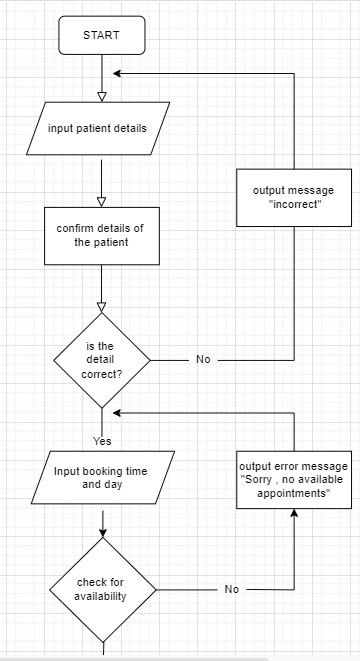 START
input patient details
output message
"incorrect"
confirm details of
the patient
is the
detail
correct?
No
Yes
Input booking time
and day
output error message
"Sorry , no available
appointments"
check for
availability
No